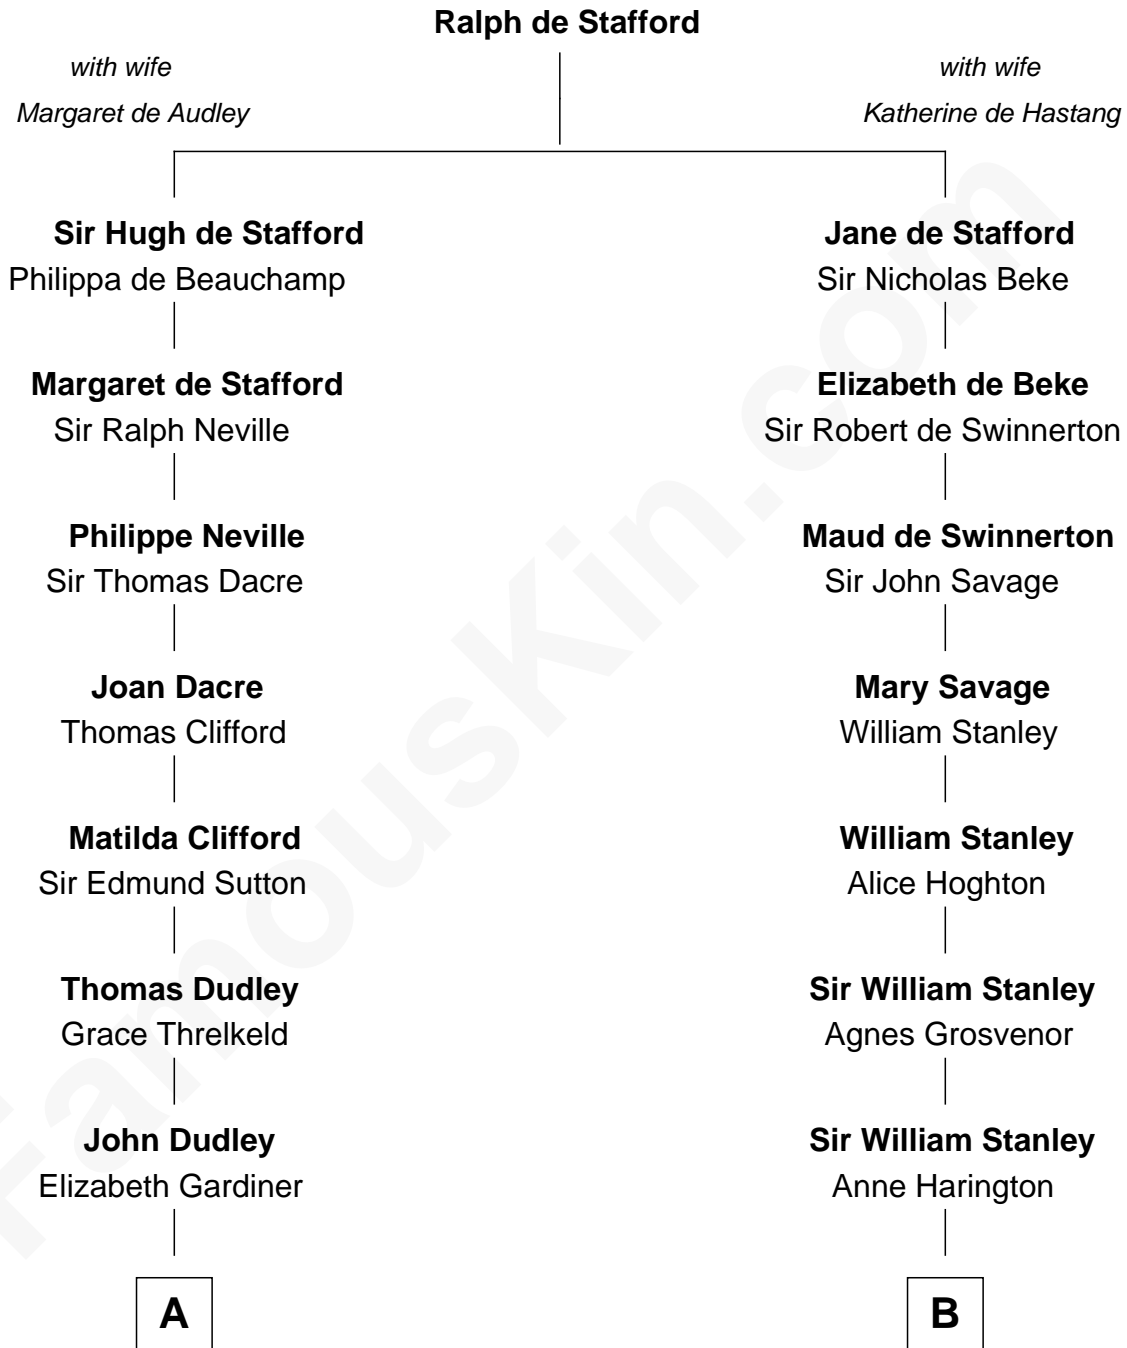 Ralph de Stafford
with wife
Margaret de Audley
with wife
Katherine de Hastang
Sir Hugh de Stafford
Philippa de Beauchamp
Jane de Stafford
Sir Nicholas Beke
Margaret de Stafford
Sir Ralph Neville
Elizabeth de Beke
Sir Robert de Swinnerton
Philippe Neville
Sir Thomas Dacre
Maud de Swinnerton
Sir John Savage
Joan Dacre
Thomas Clifford
Mary Savage
William Stanley
Matilda Clifford
Sir Edmund Sutton
William Stanley
Alice Hoghton
Thomas Dudley
Grace Threlkeld
Sir William Stanley
Agnes Grosvenor
John Dudley
Elizabeth Gardiner
Sir William Stanley
Anne Harington
A
B
FamousKin.com